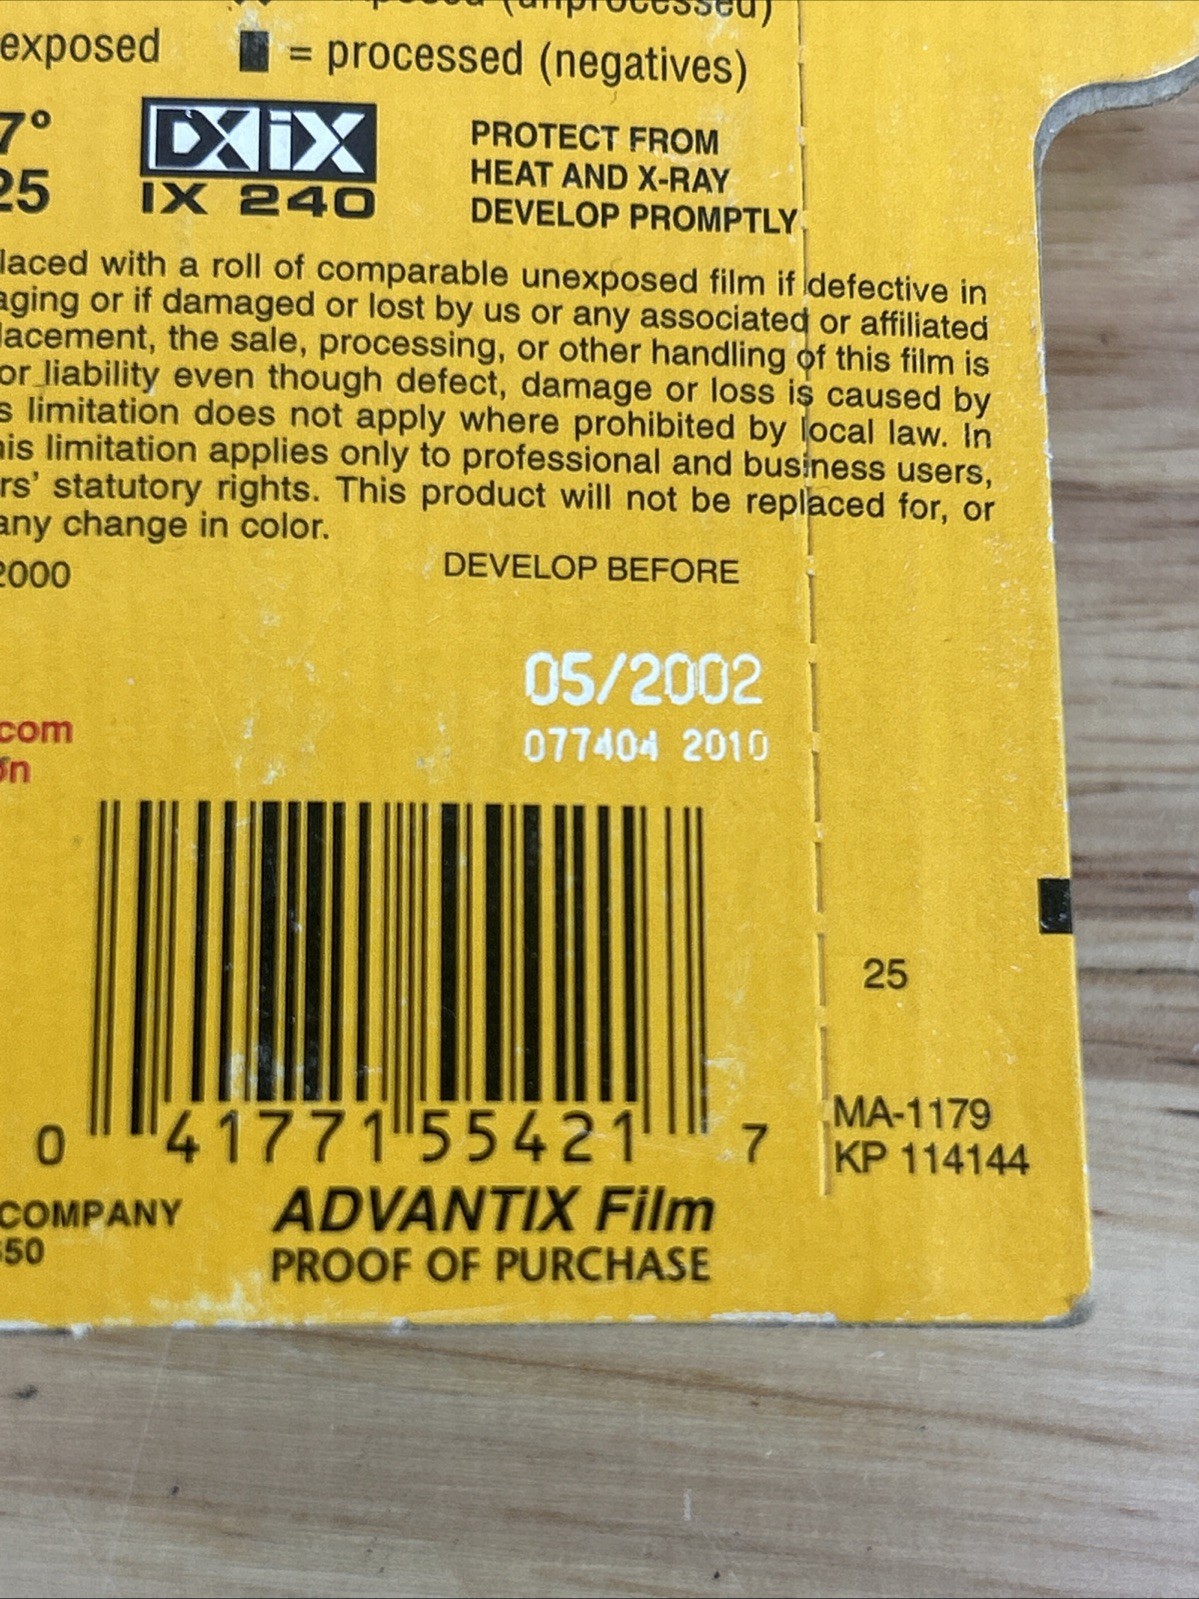 (unprocessed)
exposed = processed (negatives)
7°
25
DX iX
IX 240
PROTECT FROM
HEAT AND X-RAY
DEVELOP PROMPTLY
laced with a roll of comparable unexposed film if defective in
aging or if damaged or lost by us or any associated or affiliated
lacement, the sale, processing, or other handling of this film is
or liability even though defect, damage or loss is caused by
s limitation does not apply where prohibited by local law. In
his limitation applies only to professional and business users,
rs' statutory rights. This product will not be replaced for, or
any change in color.
2000
DEVELOP BEFORE
05/2002
077404 2010
.com
on
25
MA-1179
KP 114144
0 41771 55421 7
COMPANY
650
ADVANTIX Film
PROOF OF PURCHASE